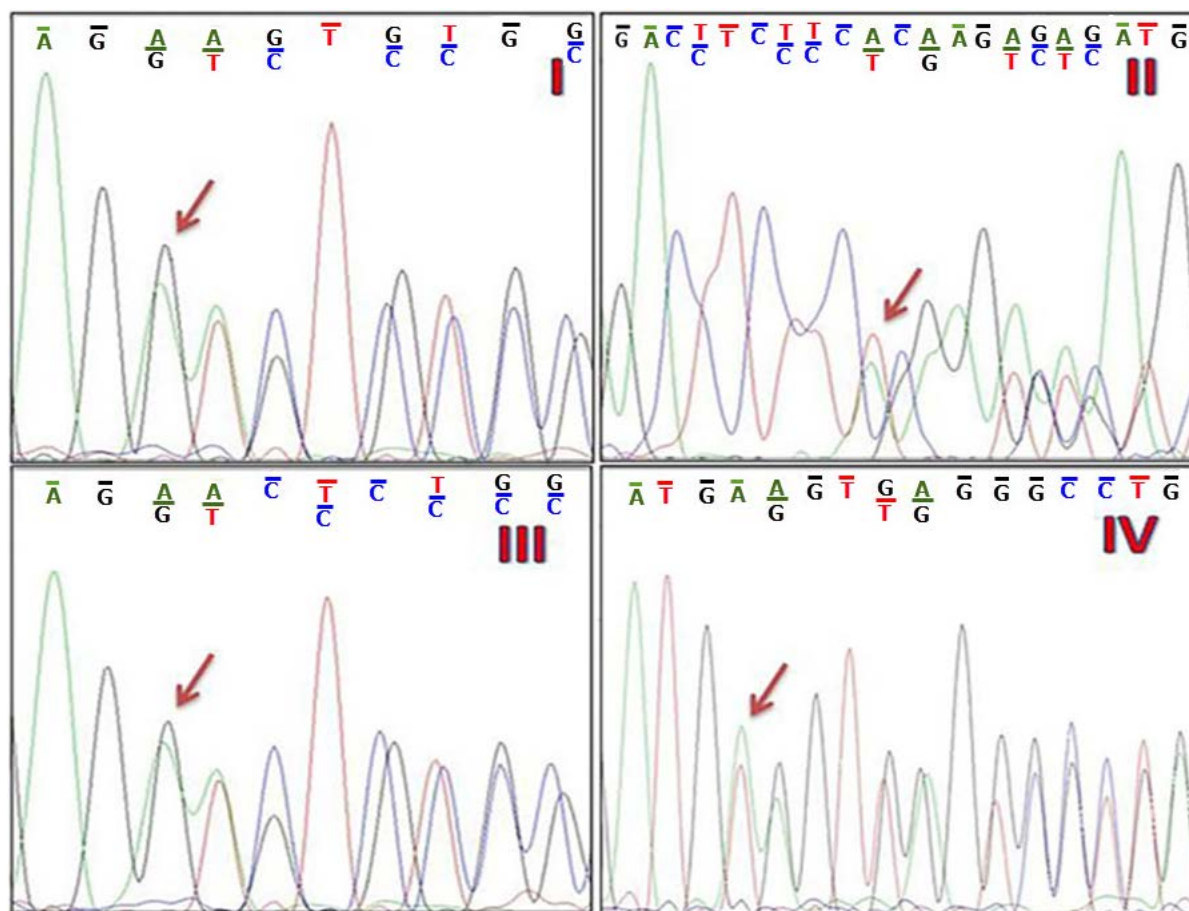 A G A A G T G T G G
G T C C C C
I
G A C T T C T T C A C A A G A G A G A T G
C C C T G T C T C
II
A G A A C T C T G G
G T C C C C
III
A T G A A G T G A G G G C C T G
G T G
IV